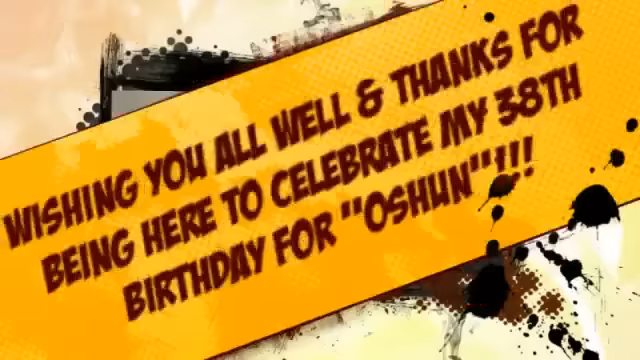 WISHING YOU ALL WELL & THANKS FOR
BEING HERE TO CELEBRATE MY 38TH
BIRTHDAY FOR "OSHUN"!!!